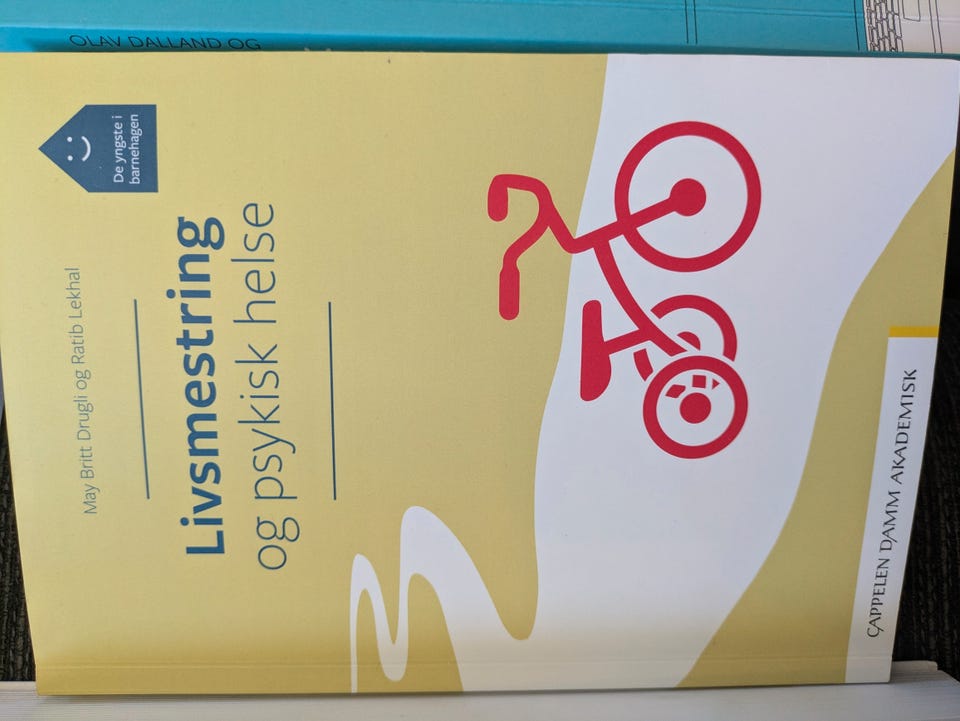 OLAV DALLAND OG
De yngste i
barnehagen
May Britt Drugli og Ratib Lekhal
Livsmestring
og psykisk helse
CAPPELEN DAMM AKADEMISK